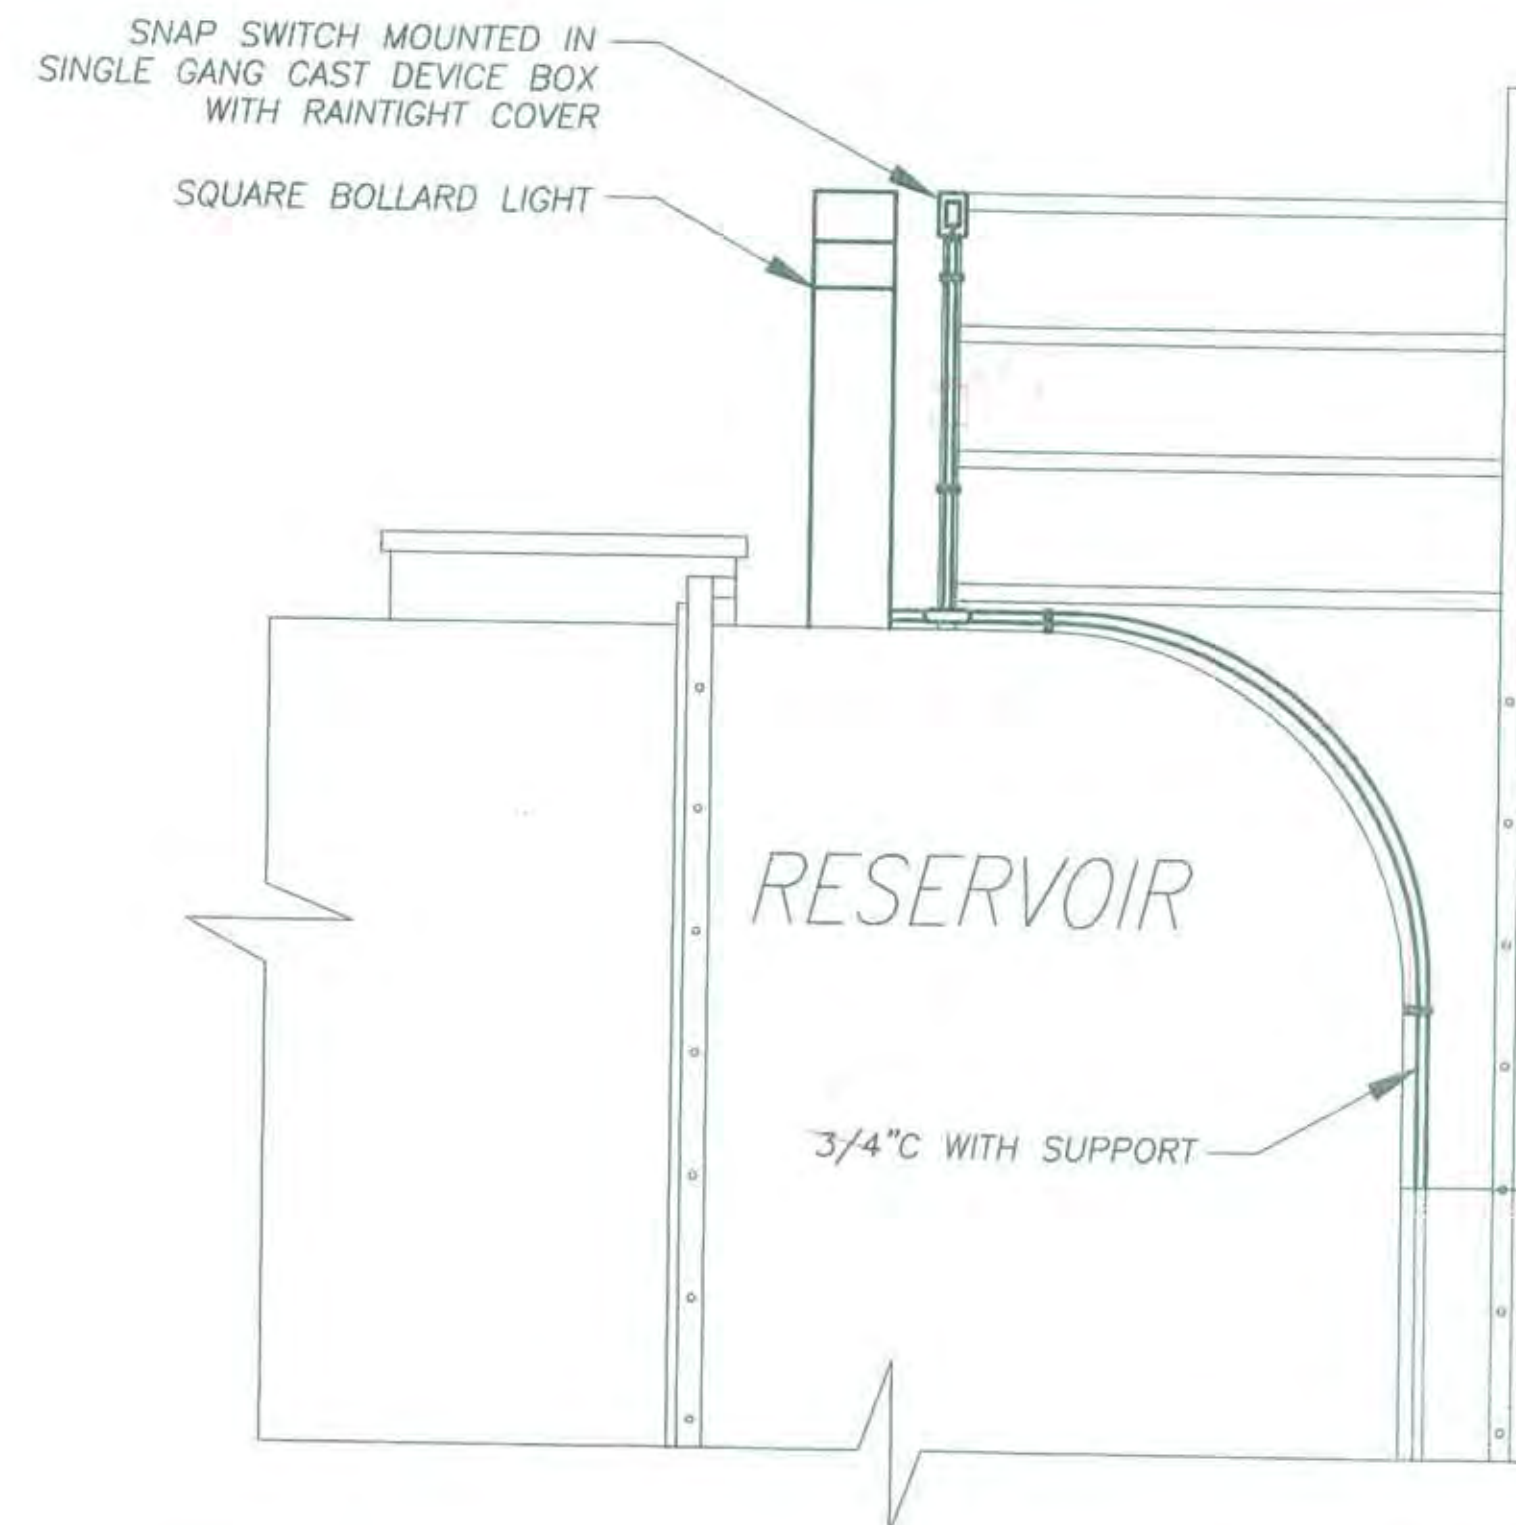 SNAP SWITCH MOUNTED IN
SINGLE GANG CAST DEVICE BOX
WITH RAINTIGHT COVER
SQUARE BOLLARD LIGHT
RESERVOIR
3/4"C WITH SUPPORT